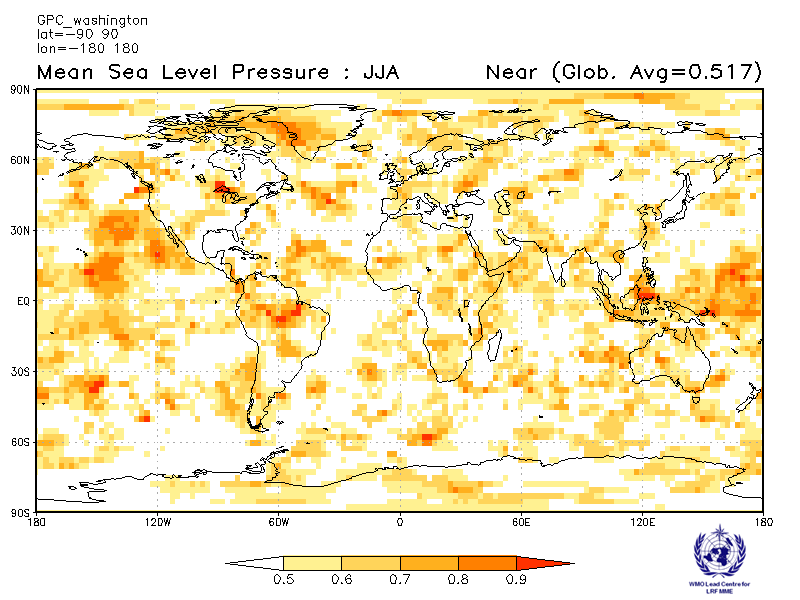 GPC_washington
lat=-90 90
lon=-180 180
Mean Sea Level Pressure : JJA Near (Glob. Avg=0.517)
90N
60N
30N
EQ
30S
60S
90S
180 120W 60W 0 60E 120E 180
0.5 0.6 0.7 0.8 0.9
WMO Lead Centre for
LRF MME